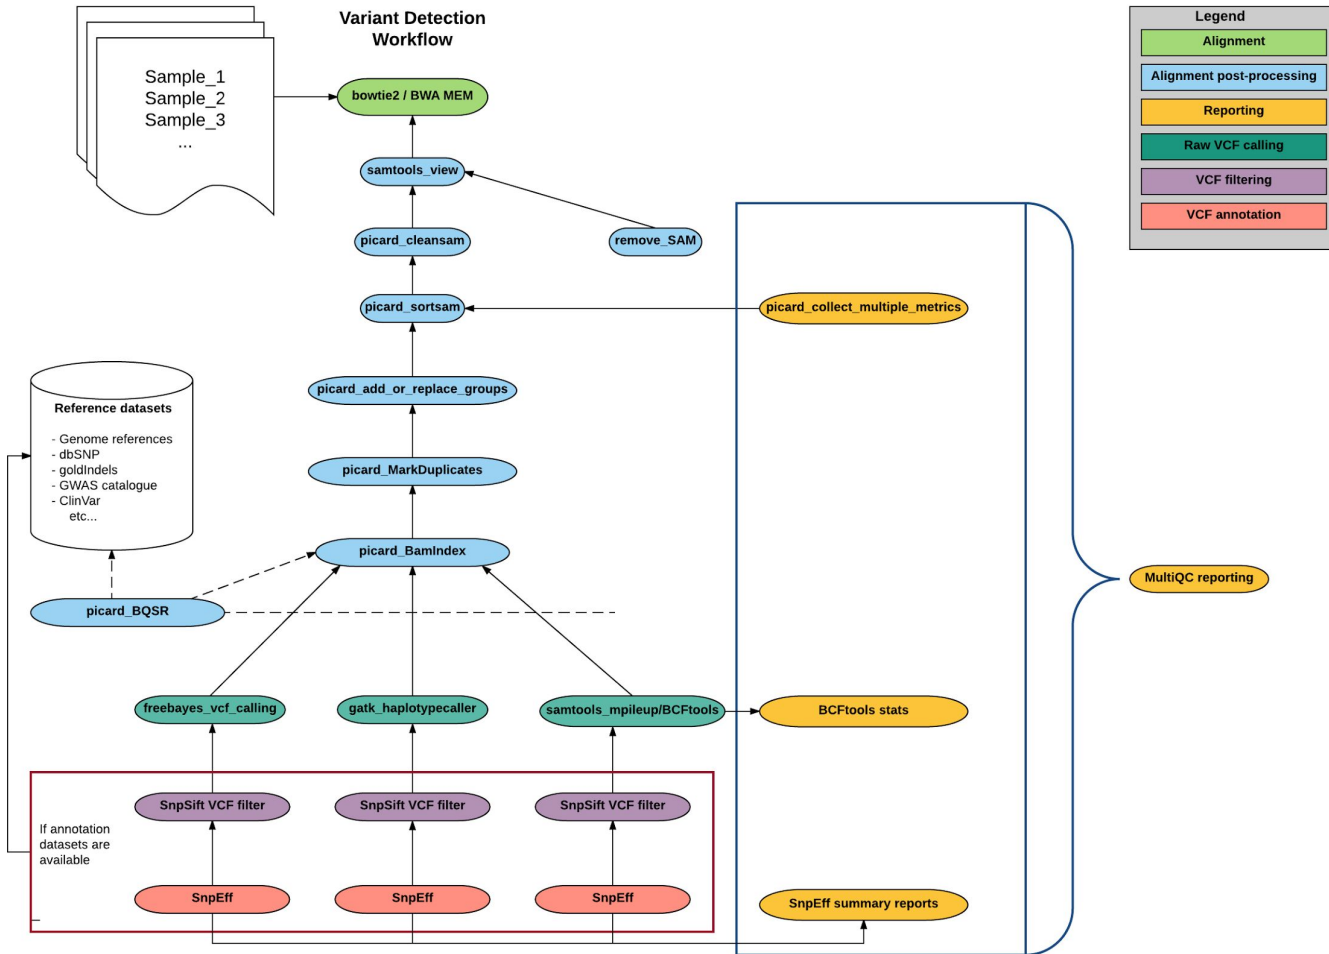 Variant Detection
Workflow
Sample_1
Sample_2
Sample_3
...
bowtie2 / BWA MEM
samtools_view
picard_cleansam
remove_SAM
picard_sortsam
picard_collect_multiple_metrics
picard_add_or_replace_groups
Reference datasets
- Genome references
- dbSNP
- goldIndels
- GWAS catalogue
- ClinVar
etc...
picard_MarkDuplicates
picard_BamIndex
picard_BQSR
MultiQC reporting
freebayes_vcf_calling
gatk_haplotypecaller
samtools_mpileup/BCFtools
BCFtools stats
If annotation
datasets are
available
SnpSift VCF filter
SnpSift VCF filter
SnpSift VCF filter
SnpEff
SnpEff
SnpEff
SnpEff summary reports
Legend
Alignment
Alignment post-processing
Reporting
Raw VCF calling
VCF filtering
VCF annotation